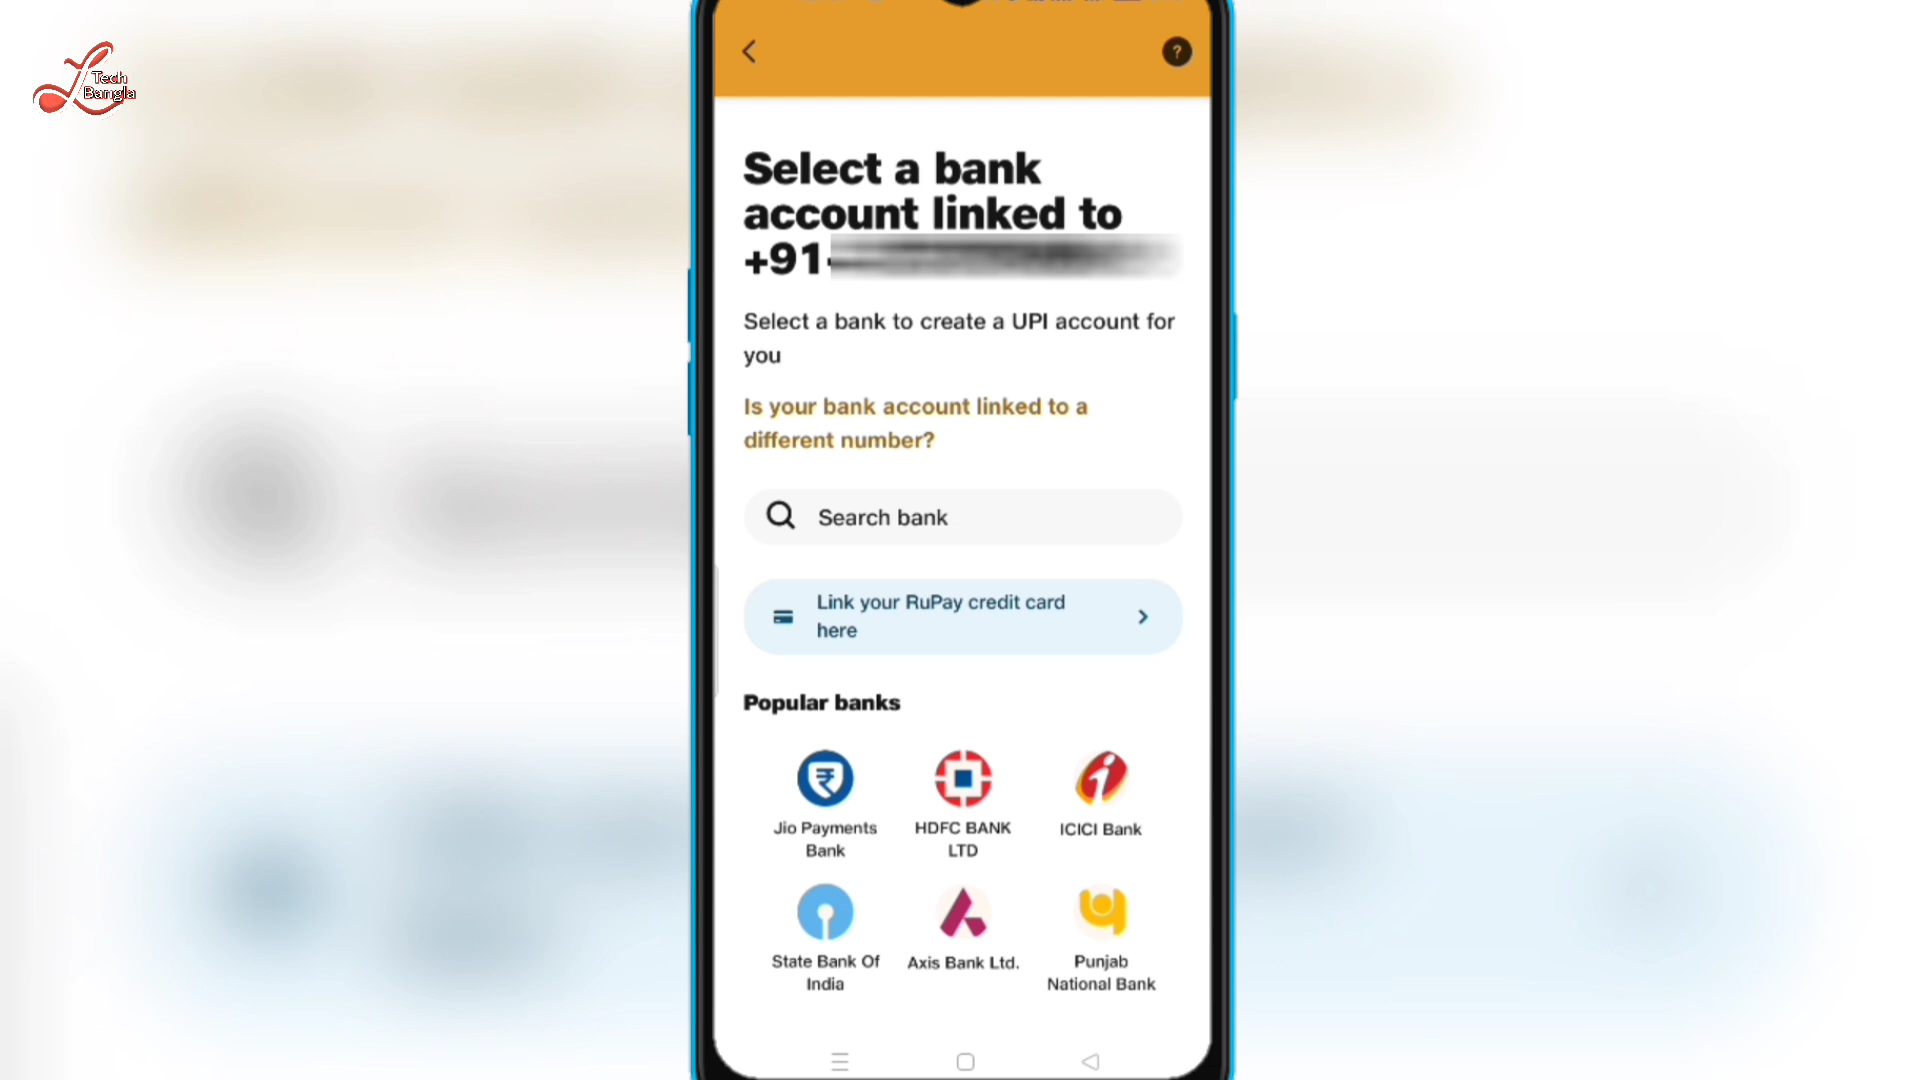 Tech
Bangla
?
Select a bank
account linked to
+91-
Select a bank to create a UPI account for
you
Is your bank account linked to a
different number?
Search bank
Link your RuPay credit card
here
Popular banks
Jio Payments
Bank
HDFC BANK
LTD
ICICI Bank
State Bank Of
India
Axis Bank Ltd.
Punjab
National Bank